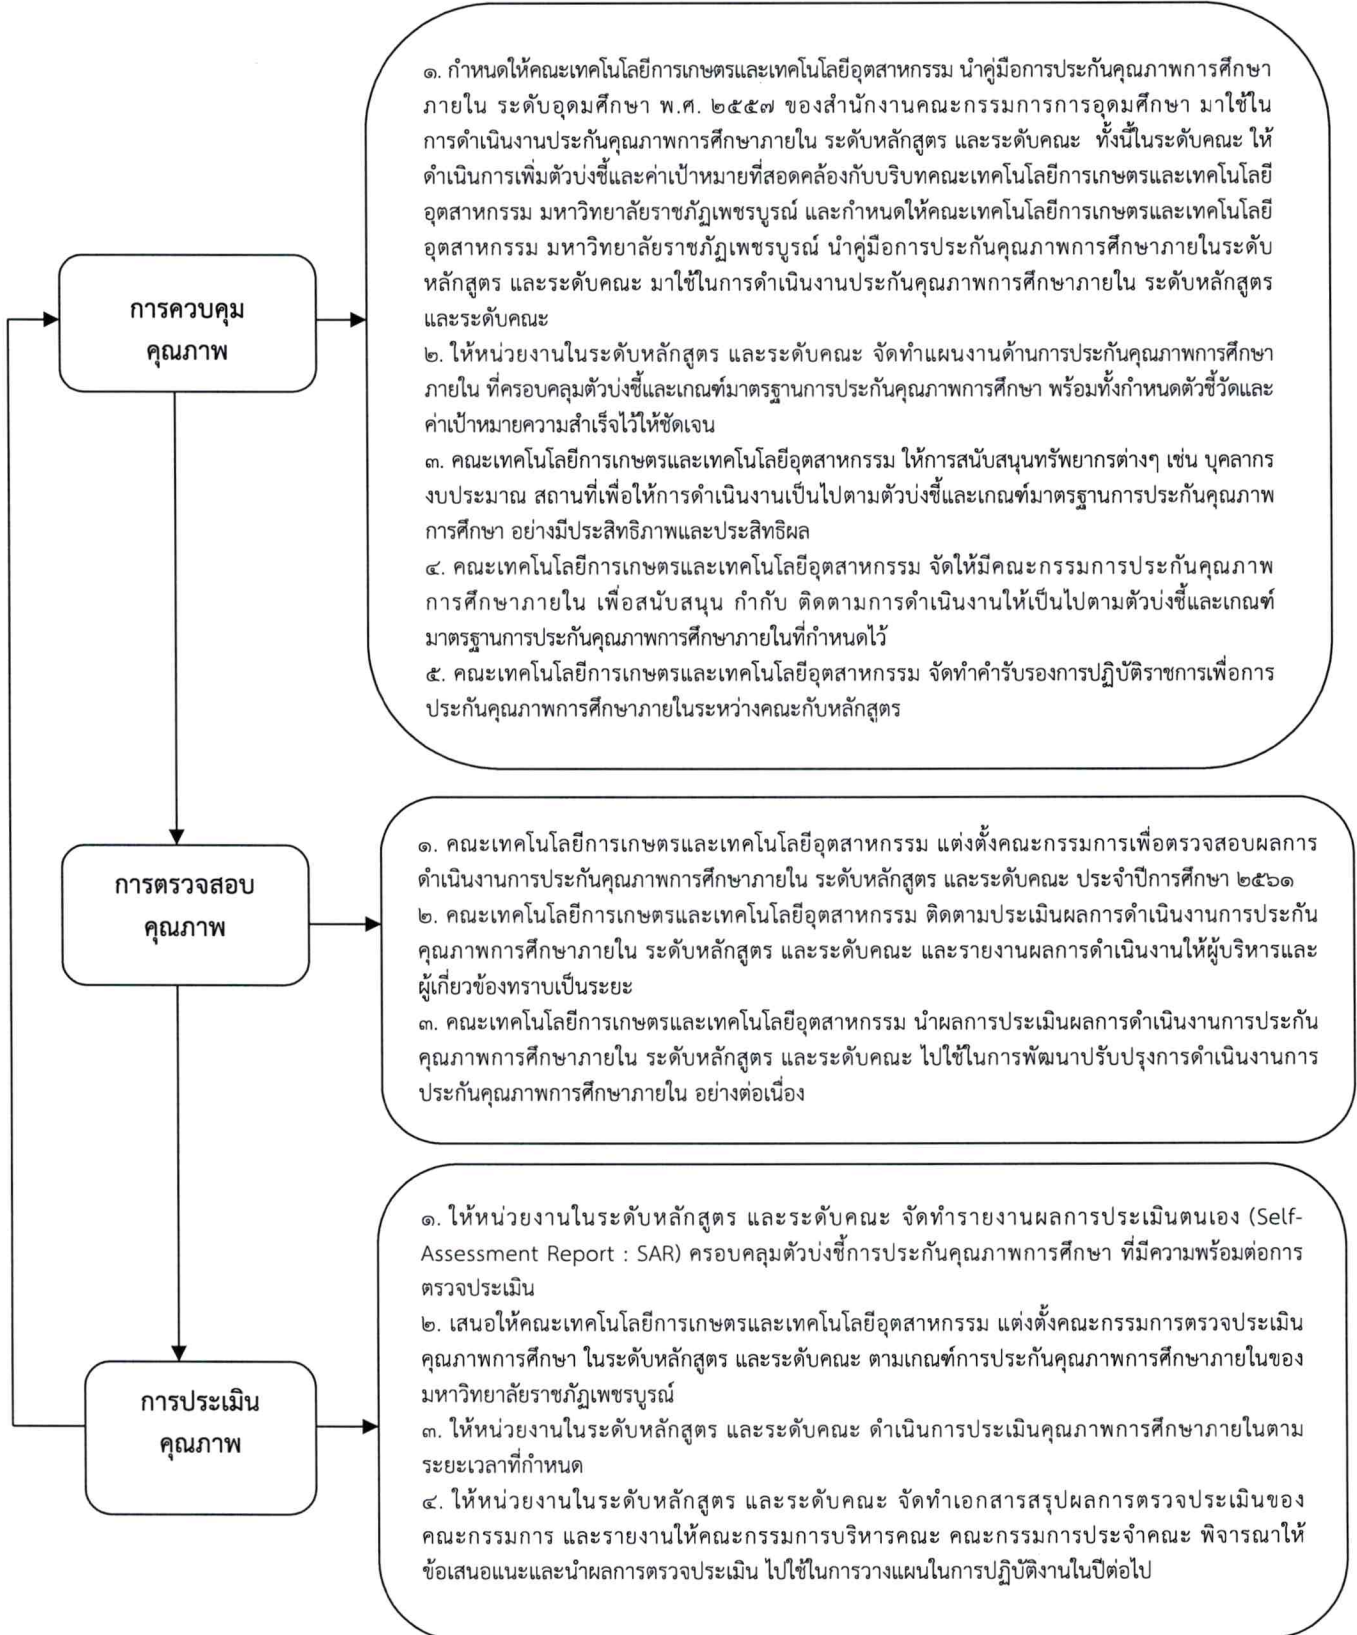 ๑. กำหนดให้คณะเทคโนโลยีการเกษตรและเทคโนโลยีอุตสาหกรรม นำคู่มือการประกันคุณภาพการศึกษา
ภายใน ระดับอุดมศึกษา พ.ศ. ๒๕๕๗ ของสำนักงานคณะกรรมการการอุดมศึกษา มาใช้ใน
การดำเนินงานประกันคุณภาพการศึกษาภายใน ระดับหลักสูตร และระดับคณะ ทั้งนี้ในระดับคณะ ให้
ดำเนินการเพิ่มตัวบ่งชี้และค่าเป้าหมายที่สอดคล้องกับบริบทคณะเทคโนโลยีการเกษตรและเทคโนโลยี
อุตสาหกรรม มหาวิทยาลัยราชภัฏเพชรบูรณ์ และกำหนดให้คณะเทคโนโลยีการเกษตรและเทคโนโลยี
อุตสาหกรรม มหาวิทยาลัยราชภัฏเพชรบูรณ์ นำคู่มือการประกันคุณภาพการศึกษาภายในระดับ
หลักสูตร และระดับคณะ มาใช้ในการดำเนินงานประกันคุณภาพการศึกษาภายใน ระดับหลักสูตร
และระดับคณะ
๒. ให้หน่วยงานในระดับหลักสูตร และระดับคณะ จัดทำแผนงานด้านการประกันคุณภาพการศึกษา
ภายใน ที่ครอบคลุมตัวบ่งชี้และเกณฑ์มาตรฐานการประกันคุณภาพการศึกษา พร้อมทั้งกำหนดตัวชี้วัดและ
ค่าเป้าหมายความสำเร็จไว้ให้ชัดเจน
๓. คณะเทคโนโลยีการเกษตรและเทคโนโลยีอุตสาหกรรม ให้การสนับสนุนทรัพยากรต่างๆ เช่น บุคลากร
งบประมาณ สถานที่เพื่อให้การดำเนินงานเป็นไปตามตัวบ่งชี้และเกณฑ์มาตรฐานการประกันคุณภาพ
การศึกษา อย่างมีประสิทธิภาพและประสิทธิผล
๔. คณะเทคโนโลยีการเกษตรและเทคโนโลยีอุตสาหกรรม จัดให้มีคณะกรรมการประกันคุณภาพ
การศึกษาภายใน เพื่อสนับสนุน กำกับ ติดตามการดำเนินงานให้เป็นไปตามตัวบ่งชี้และเกณฑ์
มาตรฐานการประกันคุณภาพการศึกษาภายในที่กำหนดไว้
๕. คณะเทคโนโลยีการเกษตรและเทคโนโลยีอุตสาหกรรม จัดทำคำรับรองการปฏิบัติราชการเพื่อการ
ประกันคุณภาพการศึกษาภายในระหว่างคณะกับหลักสูตร
การควบคุม
คุณภาพ
๑. คณะเทคโนโลยีการเกษตรและเทคโนโลยีอุตสาหกรรม แต่งตั้งคณะกรรมการเพื่อตรวจสอบผลการ
ดำเนินงานการประกันคุณภาพการศึกษาภายใน ระดับหลักสูตร และระดับคณะ ประจำปีการศึกษา ๒๕๖๑
๒. คณะเทคโนโลยีการเกษตรและเทคโนโลยีอุตสาหกรรม ติดตามประเมินผลการดำเนินงานการประกัน
คุณภาพการศึกษาภายใน ระดับหลักสูตร และระดับคณะ และรายงานผลการดำเนินงานให้ผู้บริหารและ
ผู้เกี่ยวข้องทราบเป็นระยะ
๓. คณะเทคโนโลยีการเกษตรและเทคโนโลยีอุตสาหกรรม นำผลการประเมินผลการดำเนินงานการประกัน
คุณภาพการศึกษาภายใน ระดับหลักสูตร และระดับคณะ ไปใช้ในการพัฒนาปรับปรุงการดำเนินงานการ
ประกันคุณภาพการศึกษาภายใน อย่างต่อเนื่อง
การตรวจสอบ
คุณภาพ
๑. ให้หน่วยงานในระดับหลักสูตร และระดับคณะ จัดทำรายงานผลการประเมินตนเอง (Self-
Assessment Report : SAR) ครอบคลุมตัวบ่งชี้การประกันคุณภาพการศึกษา ที่มีความพร้อมต่อการ
ตรวจประเมิน
๒. เสนอให้คณะเทคโนโลยีการเกษตรและเทคโนโลยีอุตสาหกรรม แต่งตั้งคณะกรรมการตรวจประเมิน
คุณภาพการศึกษา ในระดับหลักสูตร และระดับคณะ ตามเกณฑ์การประกันคุณภาพการศึกษาภายในของ
มหาวิทยาลัยราชภัฏเพชรบูรณ์
๓. ให้หน่วยงานในระดับหลักสูตร และระดับคณะ ดำเนินการประเมินคุณภาพการศึกษาภายในตาม
ระยะเวลาที่กำหนด
๔. ให้หน่วยงานในระดับหลักสูตร และระดับคณะ จัดทำเอกสารสรุปผลการตรวจประเมินของ
คณะกรรมการ และรายงานให้คณะกรรมการบริหารคณะ คณะกรรมการประจำคณะ พิจารณาให้
ข้อเสนอแนะและนำผลการตรวจประเมิน ไปใช้ในการวางแผนในการปฏิบัติงานในปีต่อไป
การประเมิน
คุณภาพ